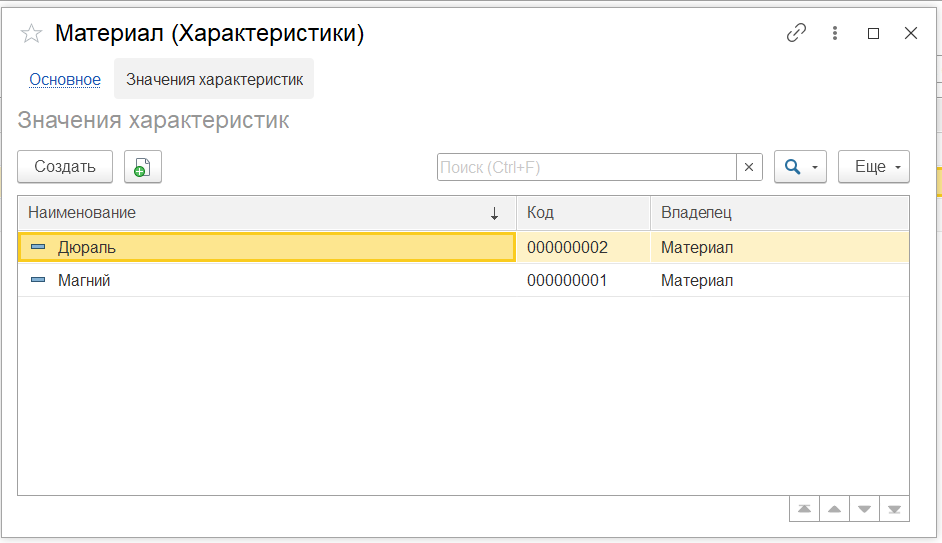 Материал (Характеристики)
Основное Значения характеристик
Значения характеристик
Создать Поиск (Ctrl+F) × Еще
Наименование ↓ Код Владелец
Дюраль 000000002 Материал
Магний 000000001 Материал